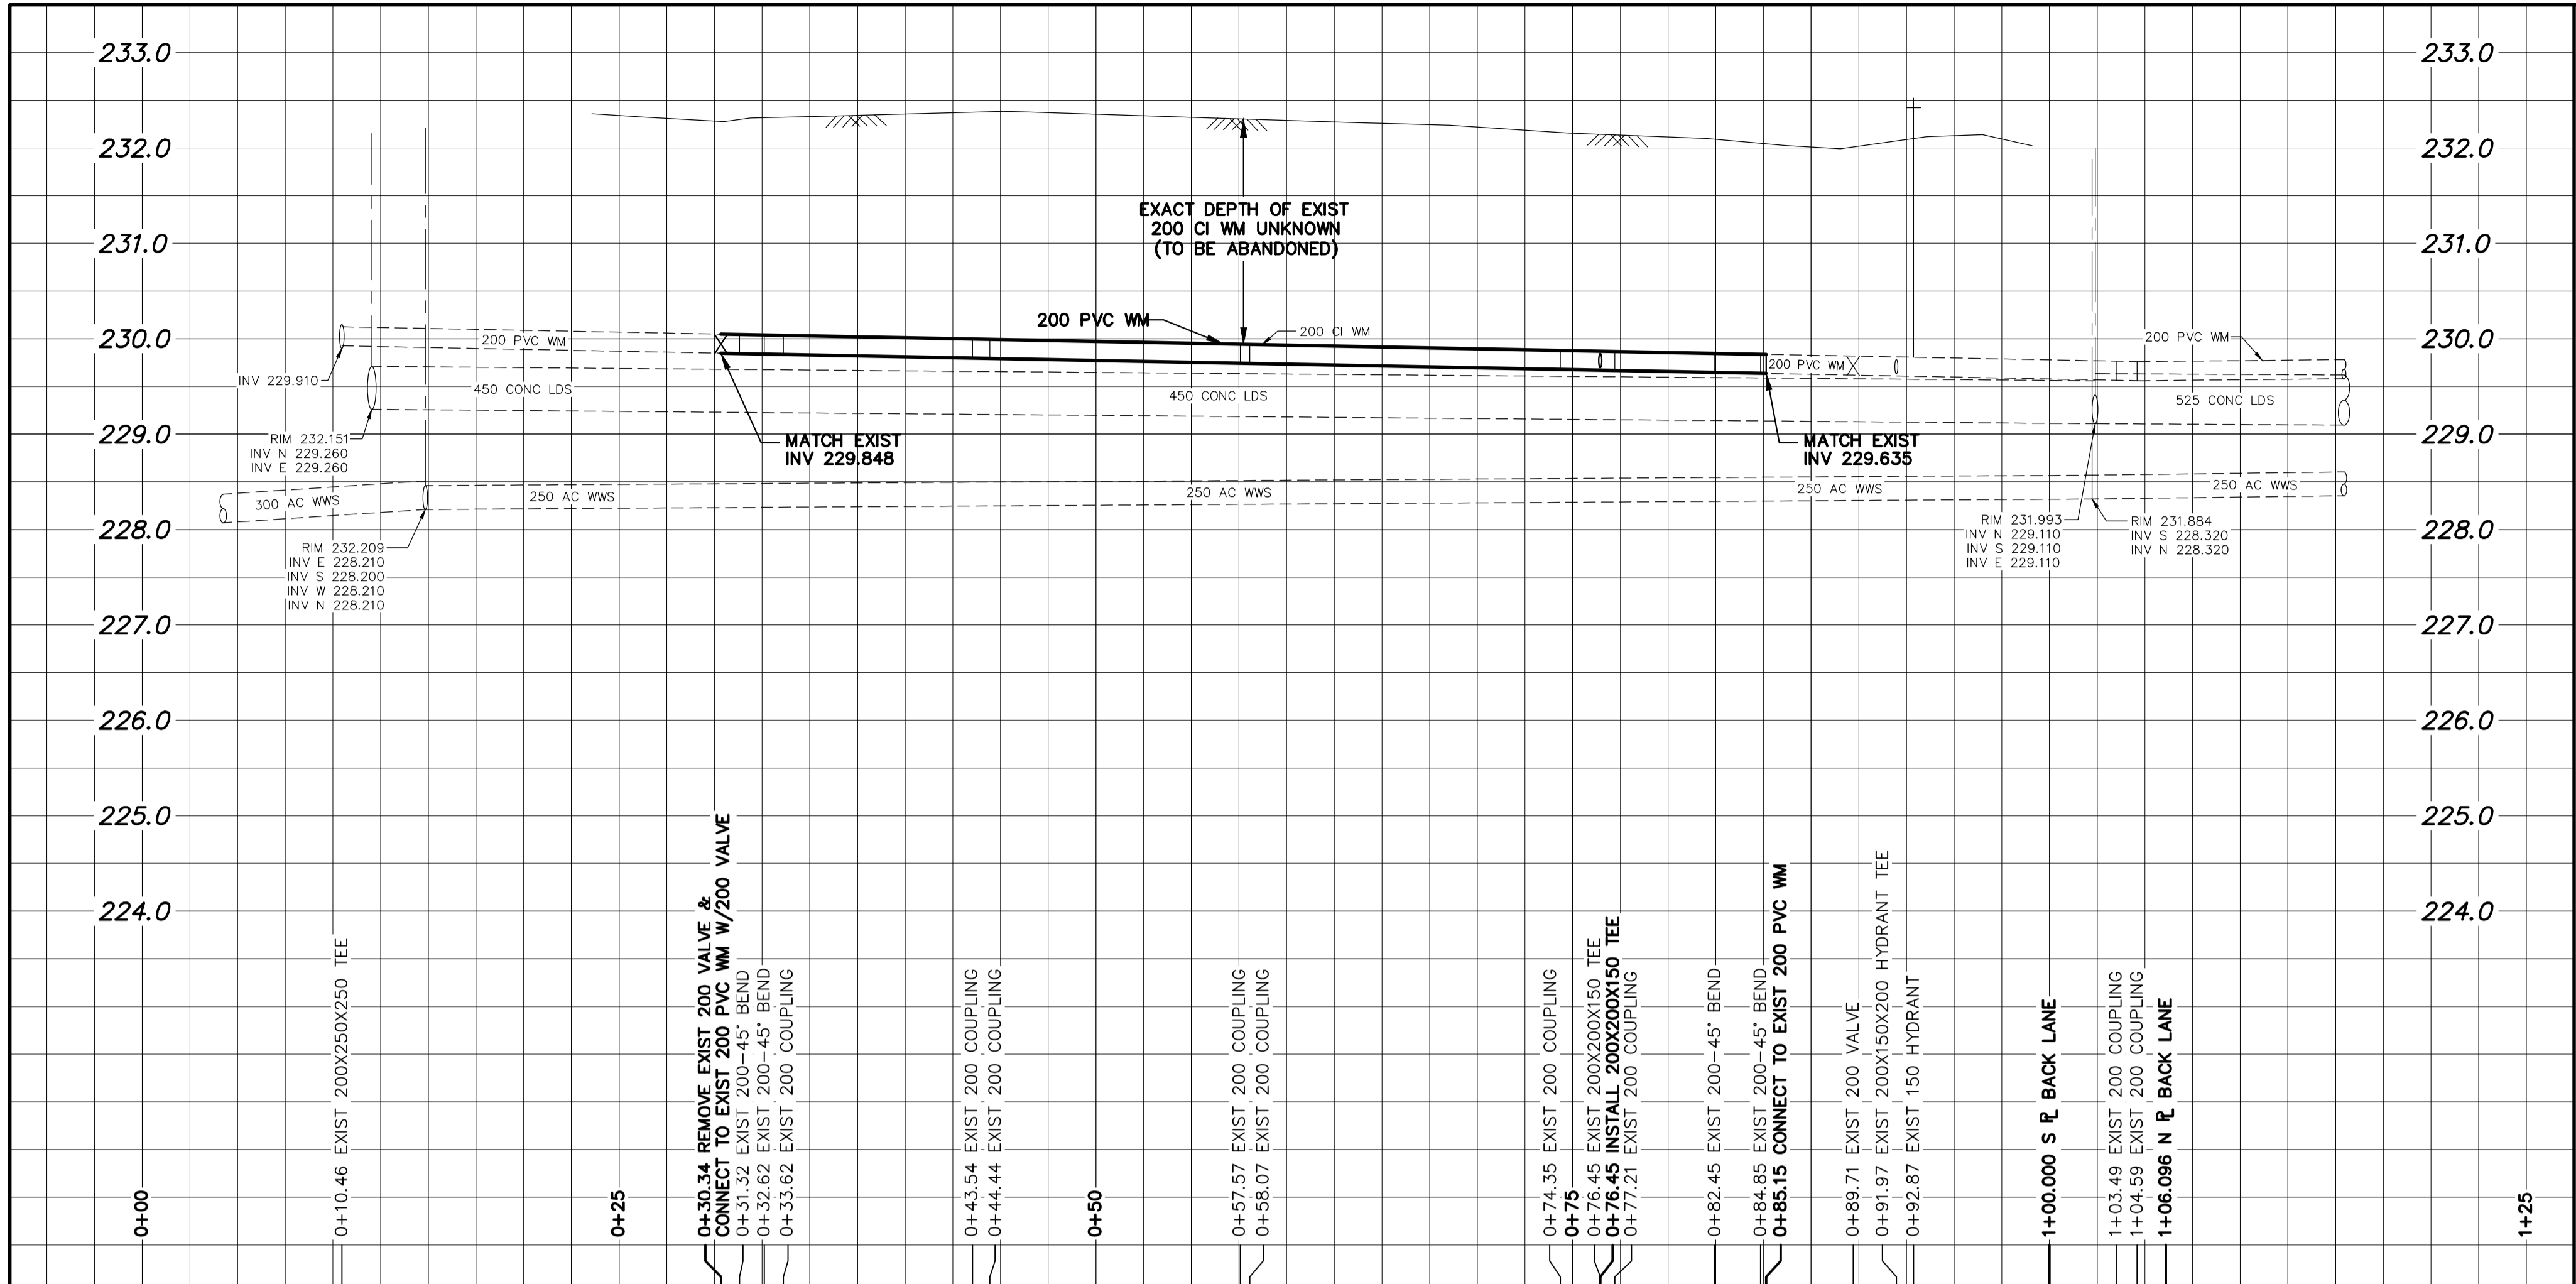 233.0
233.0
232.0
232.0
EXACT DEPTH OF EXIST
200 CI WM UNKNOWN
(TO BE ABANDONED)
231.0
231.0
200 PVC WM
230.0
200 PVC WM
200 CI WM
200 PVC WM
230.0
200 PVC WM
INV 229.910
450 CONC LDS
450 CONC LDS
525 CONC LDS
RIM 232.151
INV N 229.260
INV E 229.260
229.0
229.0
MATCH EXIST
INV 229.848
MATCH EXIST
INV 229.635
300 AC WWS
250 AC WWS
250 AC WWS
250 AC WWS
250 AC WWS
228.0
228.0
RIM 232.209
INV E 228.210
INV S 228.200
INV W 228.210
INV N 228.210
RIM 231.993
INV N 229.110
INV S 229.110
INV E 229.110
RIM 231.884
INV S 228.320
INV N 228.320
227.0
227.0
226.0
226.0
225.0
225.0
224.0
224.0
0+00
0+10.46 EXIST 200X250X250 TEE
0+25
0+30.34 REMOVE EXIST 200 VALVE &
CONNECT TO EXIST 200 PVC WM W/200 VALVE
0+31.32 EXIST 200-45° BEND
0+32.62 EXIST 200-45° BEND
0+33.62 EXIST 200 COUPLING
0+43.54 EXIST 200 COUPLING
0+44.44 EXIST 200 COUPLING
0+50
0+57.57 EXIST 200 COUPLING
0+58.07 EXIST 200 COUPLING
0+74.35 EXIST 200 COUPLING
0+75
0+76.45 EXIST 200X200X150 TEE
0+76.45 INSTALL 200X200X150 TEE
0+77.21 EXIST 200 COUPLING
0+82.45 EXIST 200-45° BEND
0+84.85 EXIST 200-45° BEND
0+85.15 CONNECT TO EXIST 200 PVC WM
0+89.71 EXIST 200 VALVE
0+91.97 EXIST 200X150X200 HYDRANT TEE
0+92.87 EXIST 150 HYDRANT
1+00.000 S PL BACK LANE
1+03.49 EXIST 200 COUPLING
1+04.59 EXIST 200 COUPLING
1+06.096 N PL BACK LANE
1+25